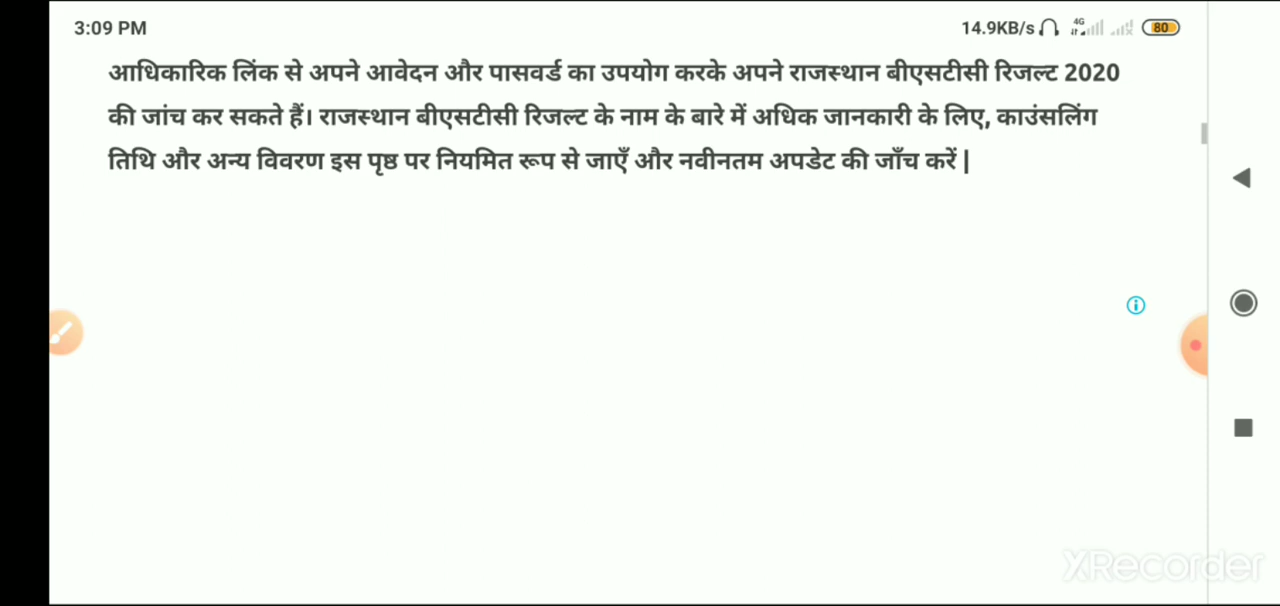 3:09 PM
14.9KB/s 4G 80
आधिकारिक लिंक से अपने आवेदन और पासवर्ड का उपयोग करके अपने राजस्थान बीएसटीसी रिजल्ट 2020
की जांच कर सकते हैं। राजस्थान बीएसटीसी रिजल्ट के नाम के बारे में अधिक जानकारी के लिए, काउंसलिंग
तिथि और अन्य विवरण इस पृष्ठ पर नियमित रूप से जाएँ और नवीनतम अपडेट की जाँच करें |
XRecorder